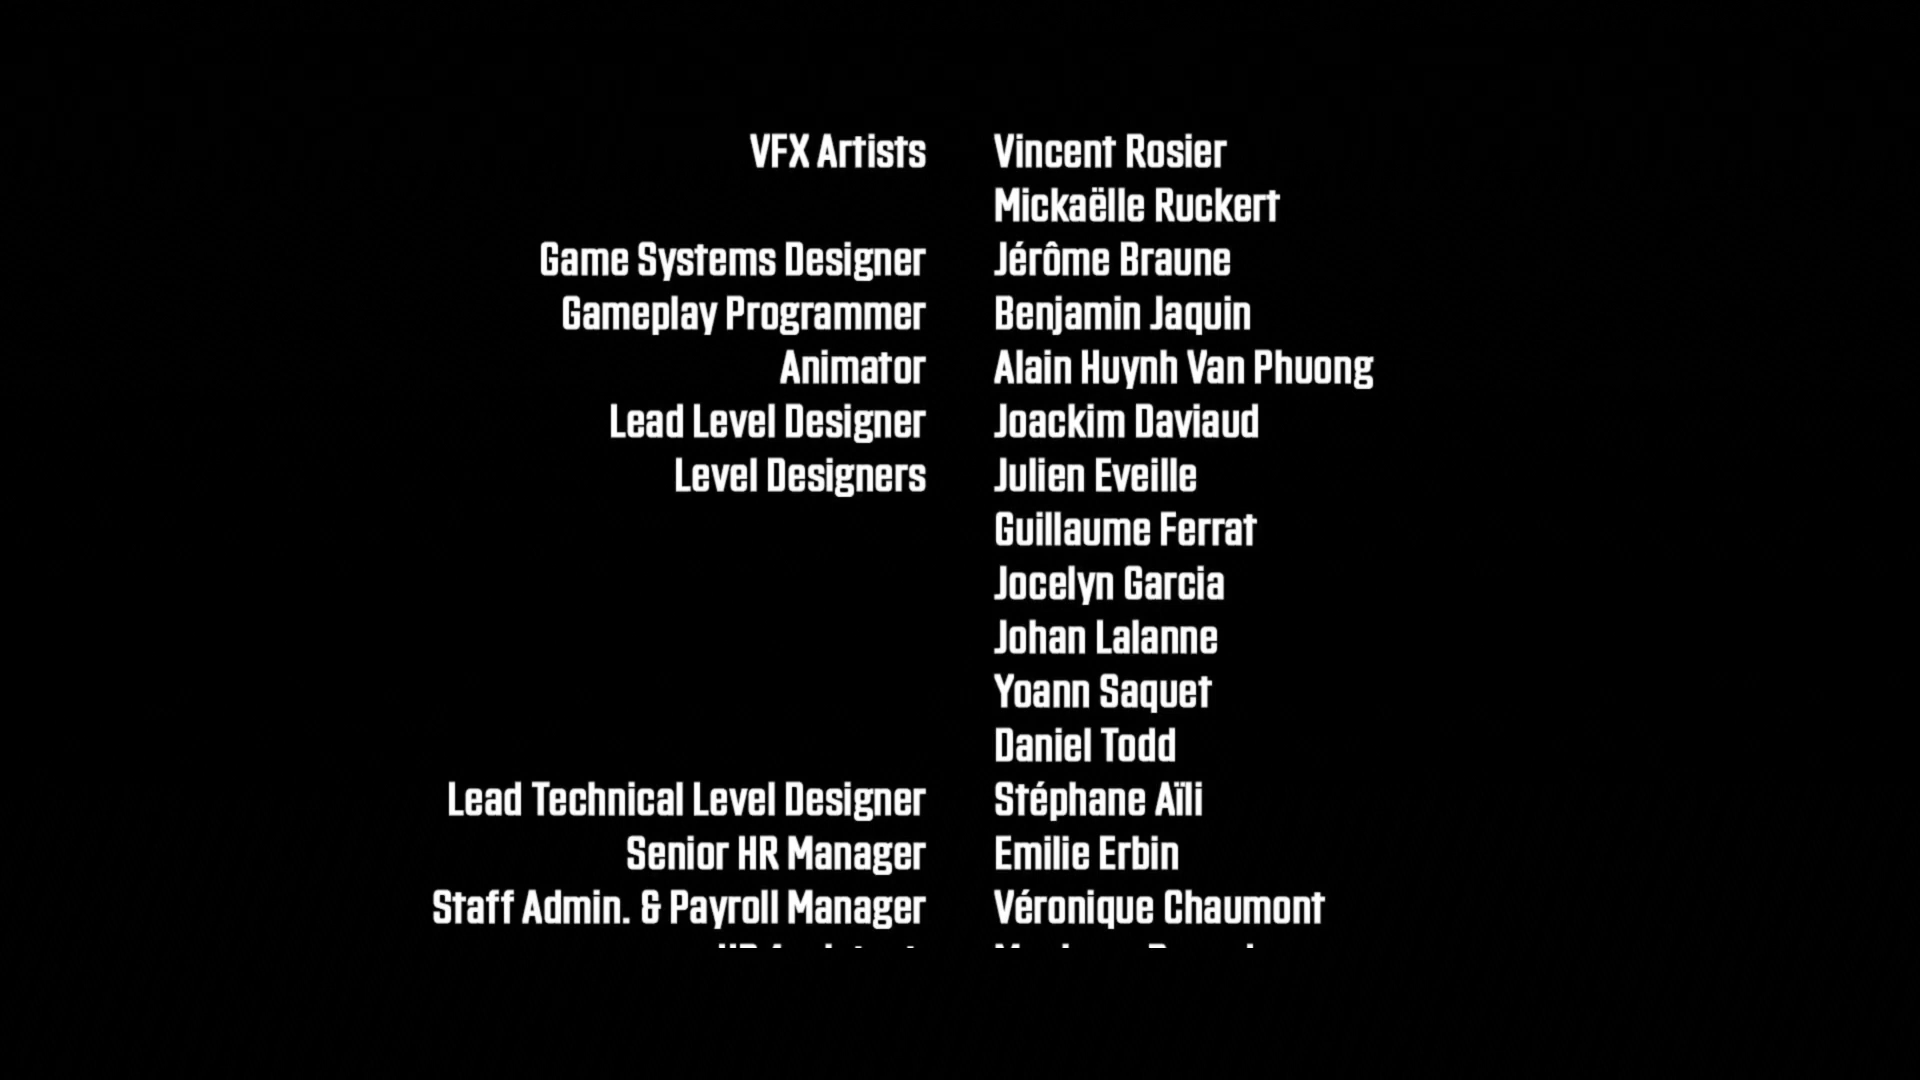 VFX Artists Vincent Rosier
Mickaëlle Ruckert
Game Systems Designer Jérôme Braune
Gameplay Programmer Benjamin Jaquin
Animator Alain Huynh Van Phuong
Lead Level Designer Joackim Daviaud
Level Designers Julien Eveille
Guillaume Ferrat
Jocelyn Garcia
Johan Lalanne
Yoann Saquet
Daniel Todd
Lead Technical Level Designer Stéphane Aïli
Senior HR Manager Emilie Erbin
Staff Admin. & Payroll Manager Véronique Chaumont